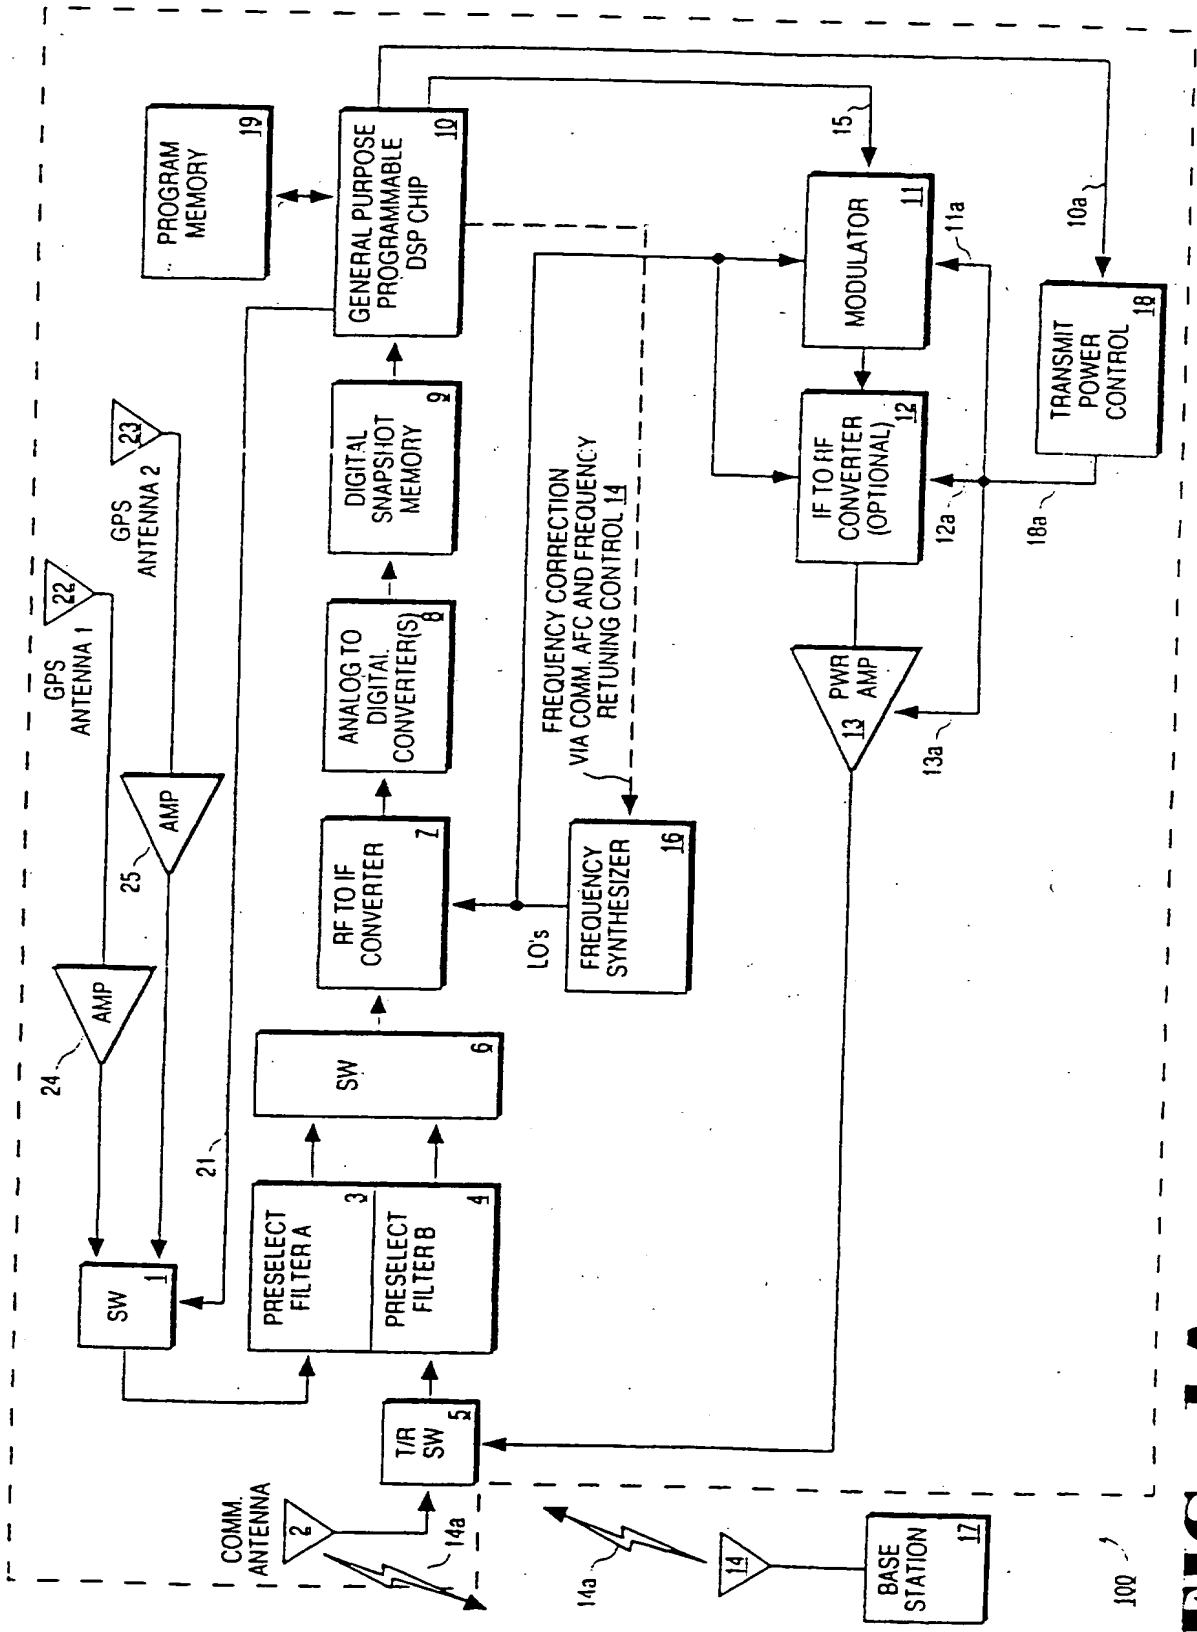 GPS
ANTENNA 1
22
GPS
ANTENNA 2
23
24
AMP
25
AMP
SW
1
21
PROGRAM
MEMORY
19
COMM.
ANTENNA
2
14a
T/R
SW
5
PRESELECT
FILTER A
3
PRESELECT
FILTER B
4
SW
6
RF TO IF
CONVERTER
7
ANALOG TO
DIGITAL
CONVERTER(S)
8
DIGITAL
SNAPSHOT
MEMORY
9
GENERAL PURPOSE
PROGRAMMABLE
DSP CHIP
10
LO's
FREQUENCY
SYNTHESIZER
16
FREQUENCY CORRECTION
VIA COMM. AFC AND FREQUENCY
RETUNING CONTROL 14
14a
14
BASE
STATION
17
PWR
AMP
13
13a
IF TO RF
CONVERTER
(OPTIONAL)
12
12a
MODULATOR
11
11a
15
18a
TRANSMIT
POWER
CONTROL
18
10a
100